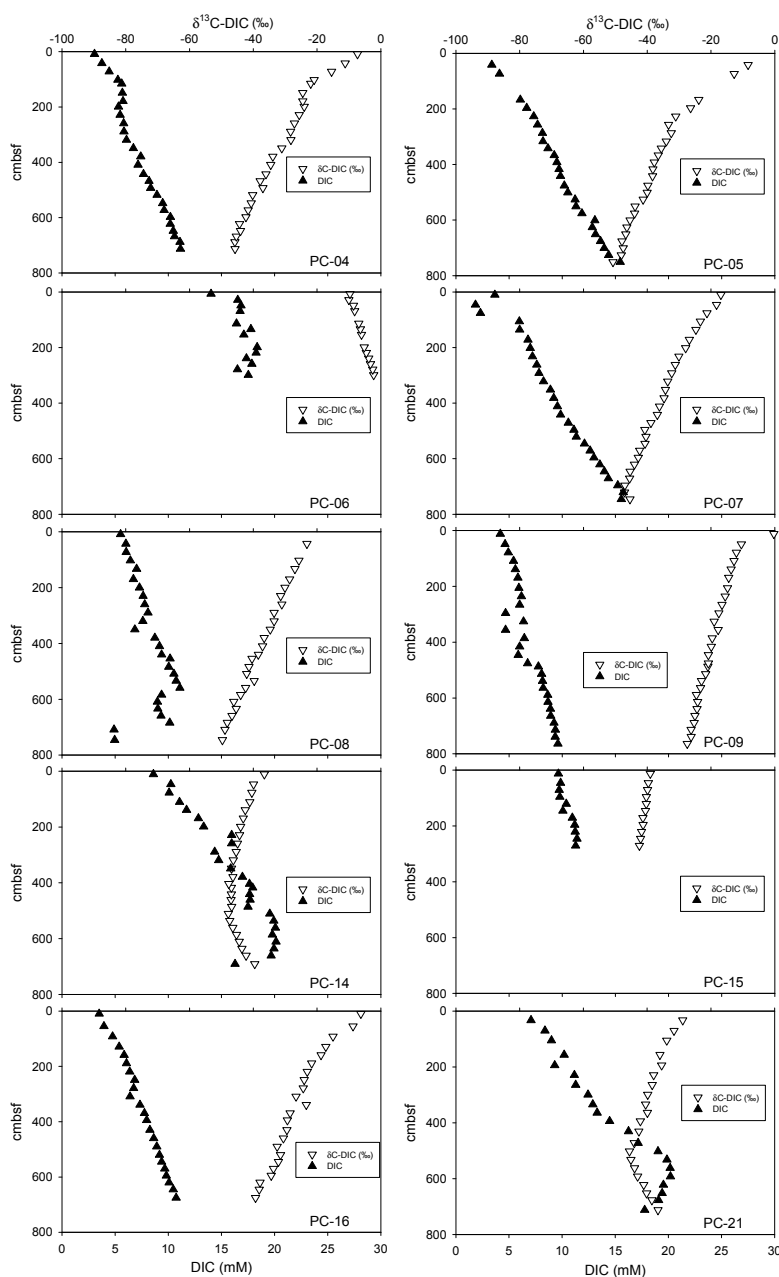 δ¹³C-DIC (‰) δ¹³C-DIC (‰)
-100 -80 -60 -40 -20 0 -100 -80 -60 -40 -20 0
0
200
400
600
800
cmbsf
δC-DIC (‰)
DIC
PC-04
0
200
400
600
800
cmbsf
δC-DIC (‰)
DIC
PC-05
0
200
400
600
800
cmbsf
δC-DIC (‰)
DIC
PC-06
0
200
400
600
800
cmbsf
δC-DIC (‰)
DIC
PC-07
0
200
400
600
800
cmbsf
δC-DIC (‰)
DIC
PC-08
0
200
400
600
800
cmbsf
δC-DIC (‰)
DIC
PC-09
0
200
400
600
800
cmbsf
δC-DIC (‰)
DIC
PC-14
0
200
400
600
800
cmbsf
δC-DIC (‰)
DIC
PC-15
0
200
400
600
800
cmbsf
δC-DIC (‰)
DIC
PC-16
0
200
400
600
800
cmbsf
δC-DIC (‰)
DIC
PC-21
0 5 10 15 20 25 30 0 5 10 15 20 25 30
DIC (mM) DIC (mM)